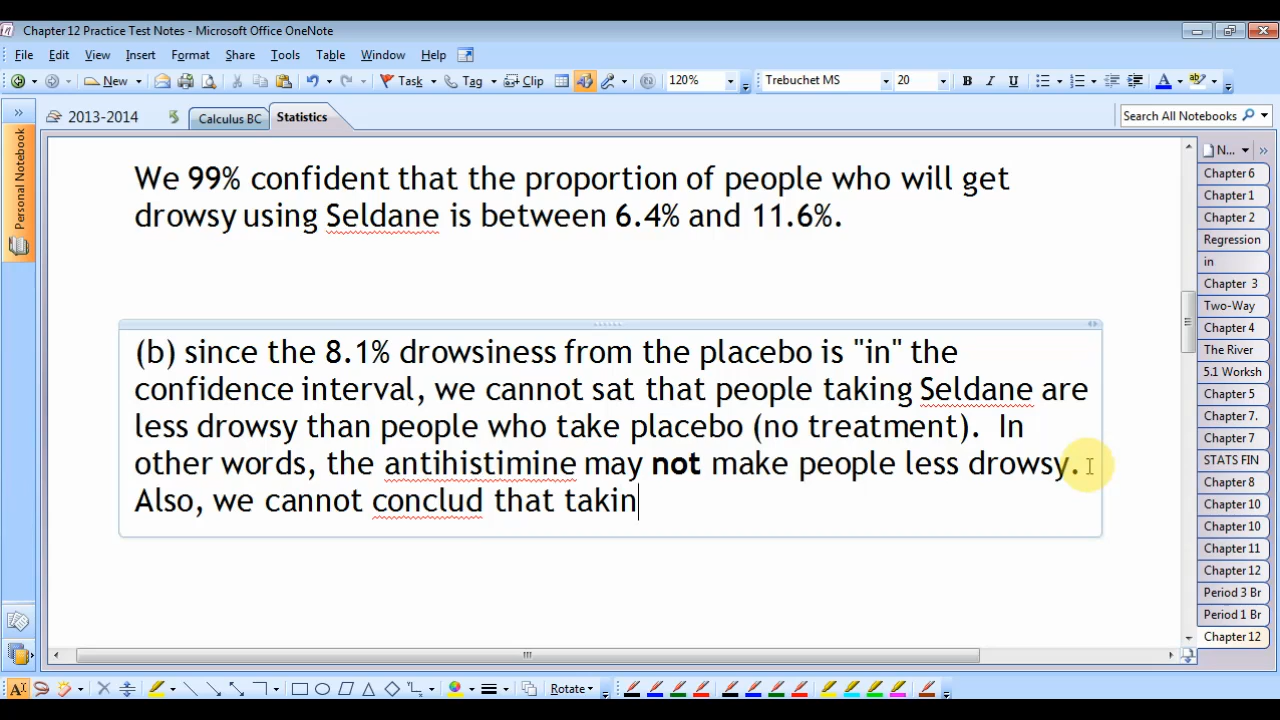 Chapter 12 Practice Test Notes - Microsoft Office OneNote
File Edit View Insert Format Share Tools Table Window Help
New Task Tag Clip 120% Trebuchet MS 20 B I U A ab
2013-2014 Calculus BC Statistics Search All Notebooks
Personal Notebook
We 99% confident that the proportion of people who will get
drowsy using Seldane is between 6.4% and 11.6%.
(b) since the 8.1% drowsiness from the placebo is "in" the
confidence interval, we cannot sat that people taking Seldane are
less drowsy than people who take placebo (no treatment). In
other words, the antihistimine may not make people less drowsy.
Also, we cannot conclud that takin
N...
Chapter 6
Chapter 1
Chapter 2
Regression
in
Chapter 3
Two-Way
Chapter 4
The River
5.1 Worksh
Chapter 5
Chapter 7.
Chapter 7
STATS FIN
Chapter 8
Chapter 10
Chapter 10
Chapter 11
Chapter 12
Period 3 Br
Period 1 Br
Chapter 12
Rotate